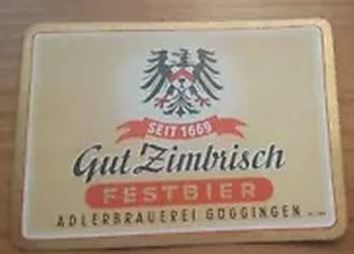 SEIT 1669
Gut Zimbrisch
FESTBIER
ADLERBRAUEREI GÖGGINGEN